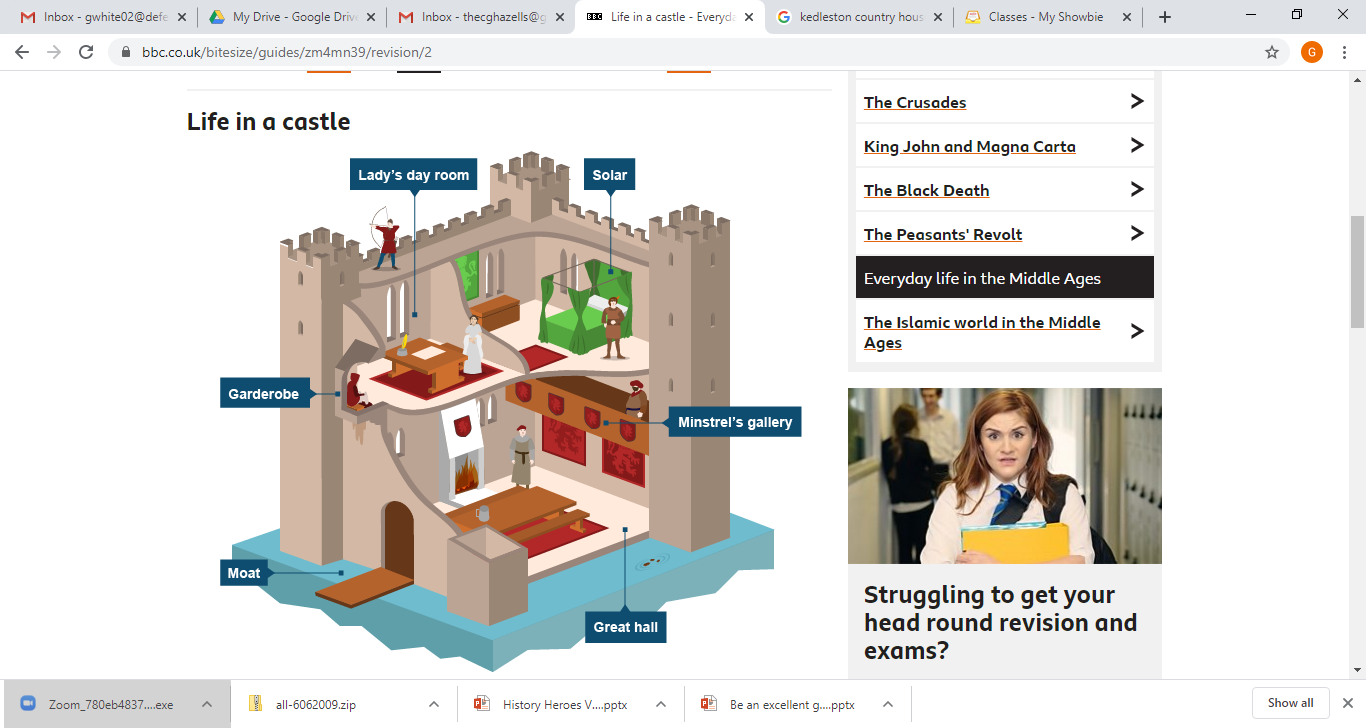 Inbox - gwhite02@defe
My Drive - Google Drive
Inbox - thecghazells@g
BBC
Life in a castle - Everyda
kedleston country hous
Classes - My Showbie
bbc.co.uk/bitesize/guides/zm4mn39/revision/2
G
Life in a castle
Lady's day room
Solar
Garderobe
Minstrel's gallery
Moat
Great hall
The Crusades
King John and Magna Carta
The Black Death
The Peasants' Revolt
Everyday life in the Middle Ages
The Islamic world in the Middle
Ages
Struggling to get your
head round revision and
exams?
Zoom_780eb4837....exe
all-6062009.zip
History Heroes V....pptx
Be an excellent g....pptx
Show all